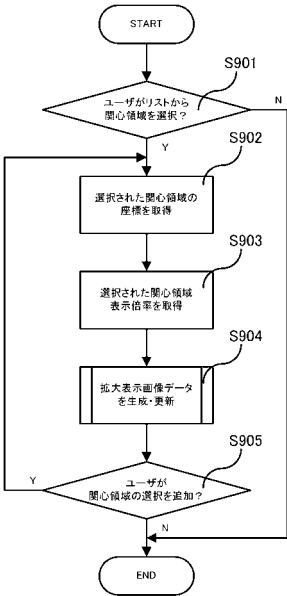 START
S901
ユーザがリストから
関心領域を選択？
N
Y
S902
選択された関心領域の
座標を取得
S903
選択された関心領域
表示倍率を取得
S904
拡大表示画像データ
を生成・更新
S905
Y
ユーザが
関心領域の選択を追加？
N
END